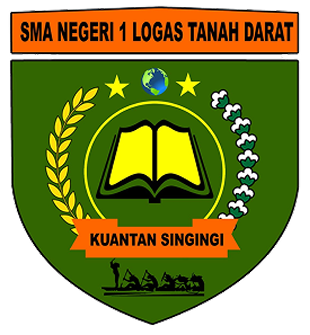 SMA NEGERI 1 LOGAS TANAH DARAT
KUANTAN SINGINGI